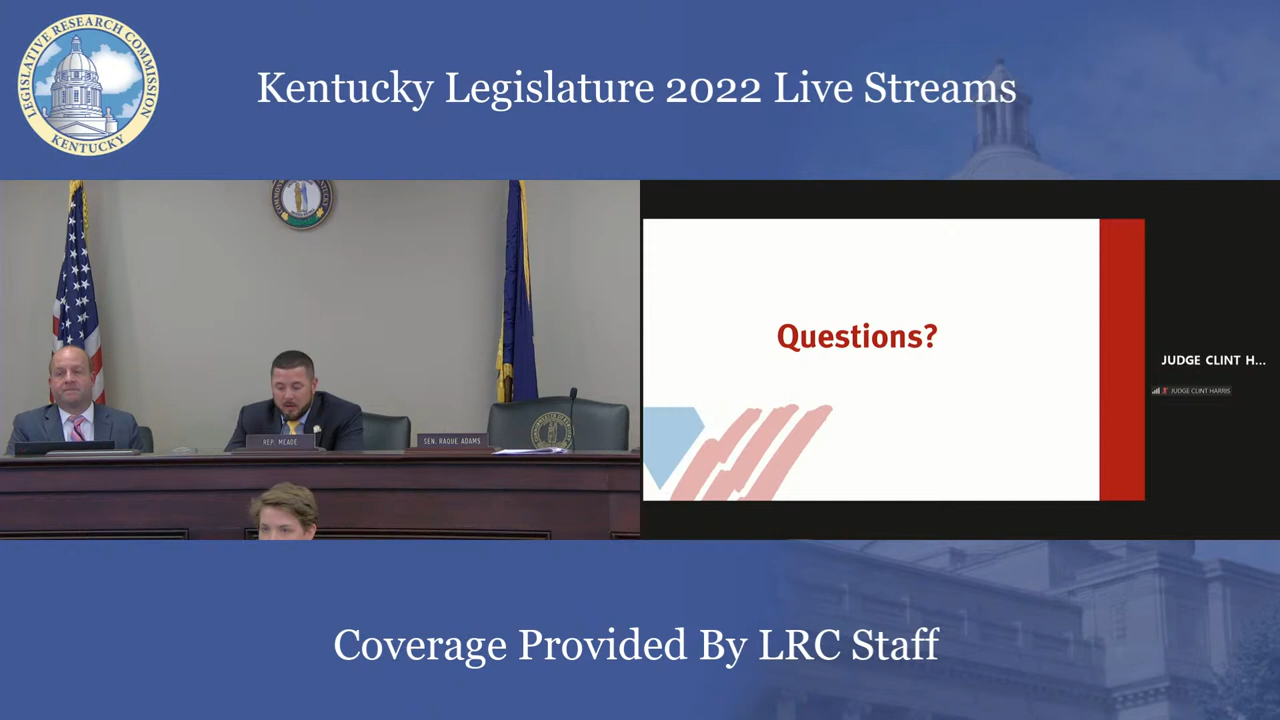 LEGISLATIVE RESEARCH COMMISSION
KENTUCKY
Kentucky Legislature 2022 Live Streams
REP. MEADE
SEN. RAQUE ADAMS
Questions?
JUDGE CLINT H...
JUDGE CLINT HARRIS
Coverage Provided By LRC Staff